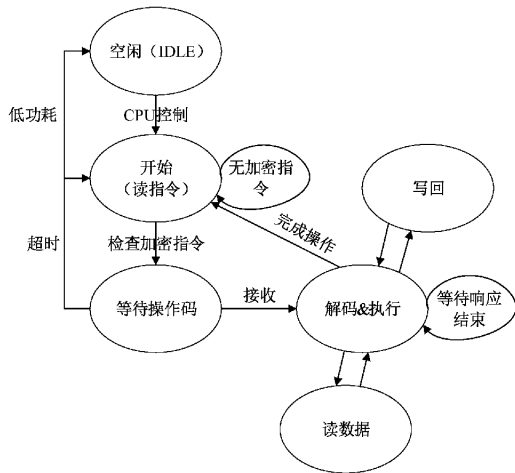 空闲（IDLE）
低功耗
CPU控制
开始
（读指令）
无加密指
令
写回
超时
检查加密指令
完成操作
等待操作码
接收
解码&执行
等待响应
结束
读数据